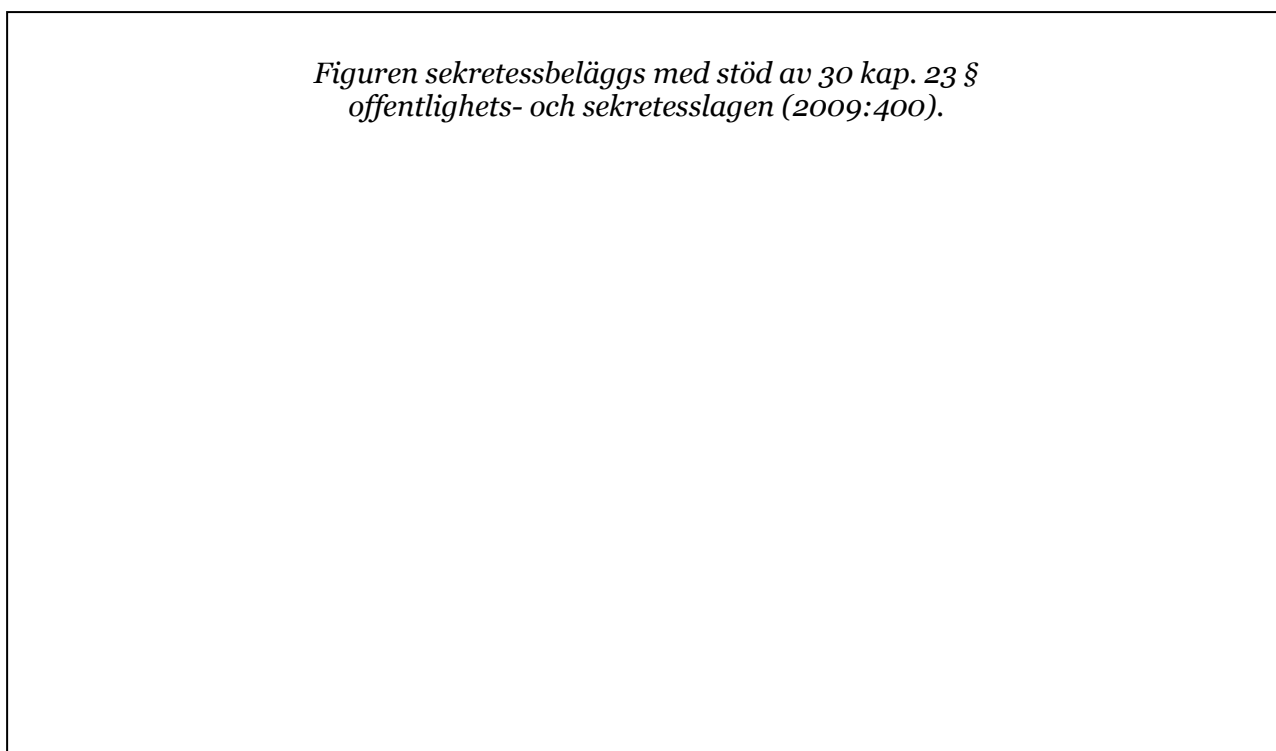 Figuren sekretessbeläggs med stöd av 30 kap. 23 §
offentlighets- och sekretesslagen (2009:400).